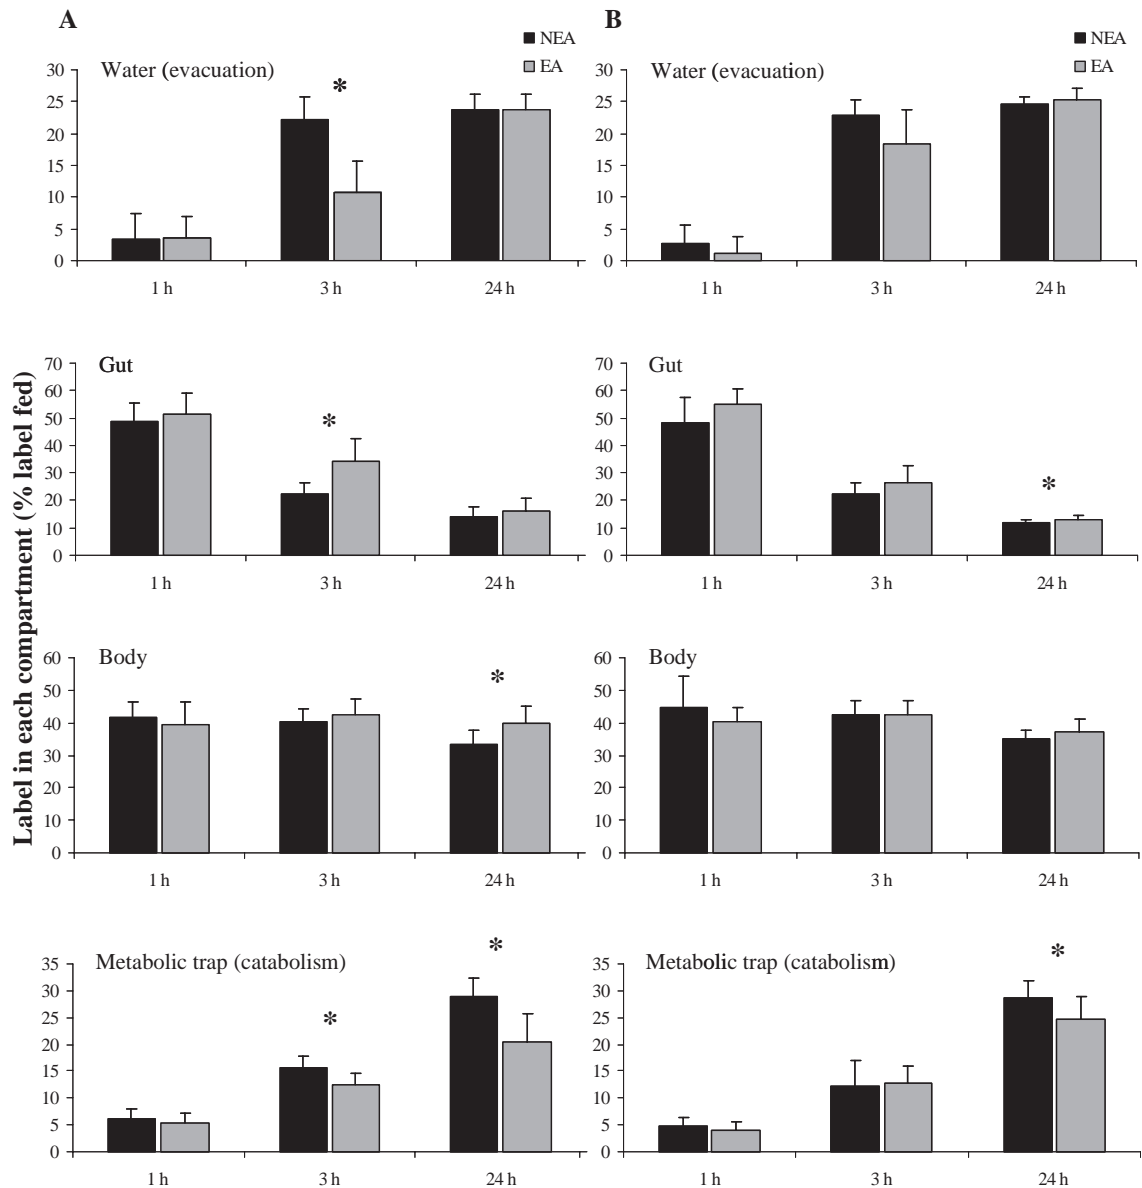 A
B
NEA
EA
NEA
EA
Label in each compartment (% label fed)
Water (evacuation)
30
25
20
15
10
5
0
*
1 h
3 h
24 h
Water (evacuation)
30
25
20
15
10
5
0
1 h
3 h
24 h
Gut
70
60
50
40
30
20
10
0
*
1 h
3 h
24 h
Gut
70
60
50
40
30
20
10
0
*
1 h
3 h
24 h
Body
60
50
40
30
20
10
0
*
1 h
3 h
24 h
Body
60
50
40
30
20
10
0
1 h
3 h
24 h
Metabolic trap (catabolism)
35
30
25
20
15
10
5
0
*
*
1 h
3 h
24 h
Metabolic trap (catabolism)
35
30
25
20
15
10
5
0
*
1 h
3 h
24 h